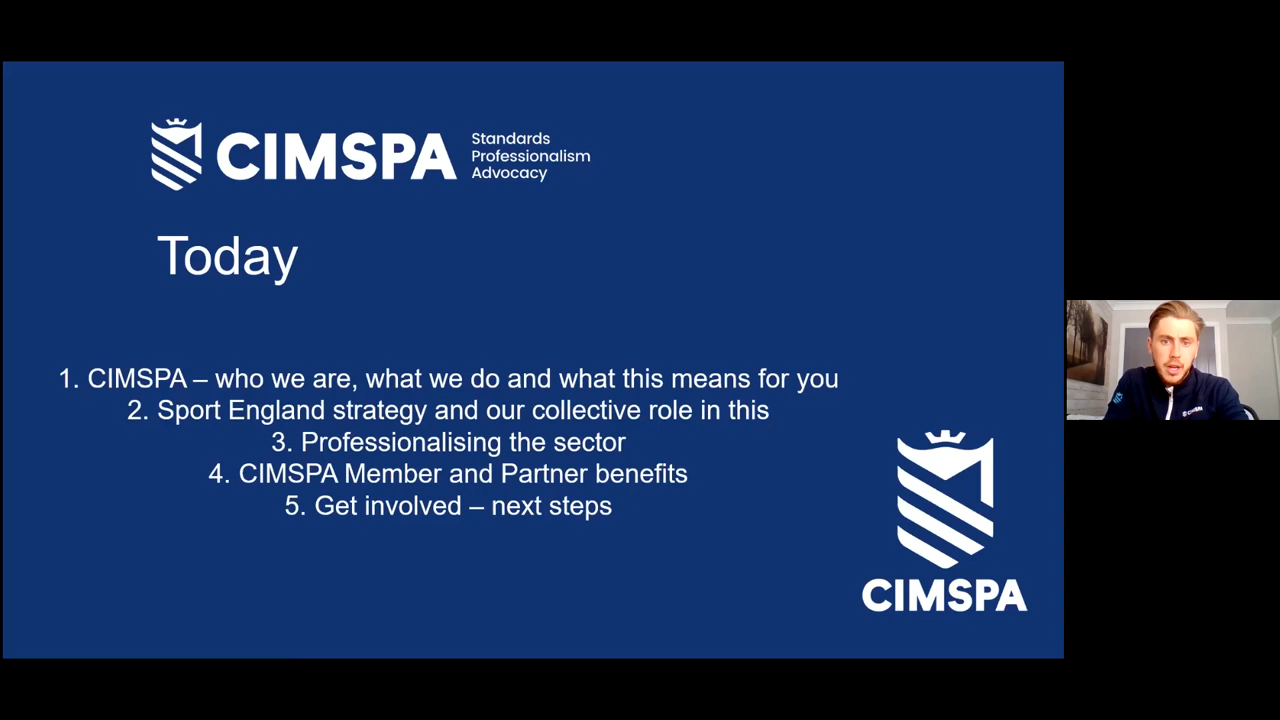 CIMSPA
Standards
Professionalism
Advocacy
Today
1. CIMSPA – who we are, what we do and what this means for you
2. Sport England strategy and our collective role in this
3. Professionalising the sector
4. CIMSPA Member and Partner benefits
5. Get involved – next steps
CIMSPA
CIMSPA